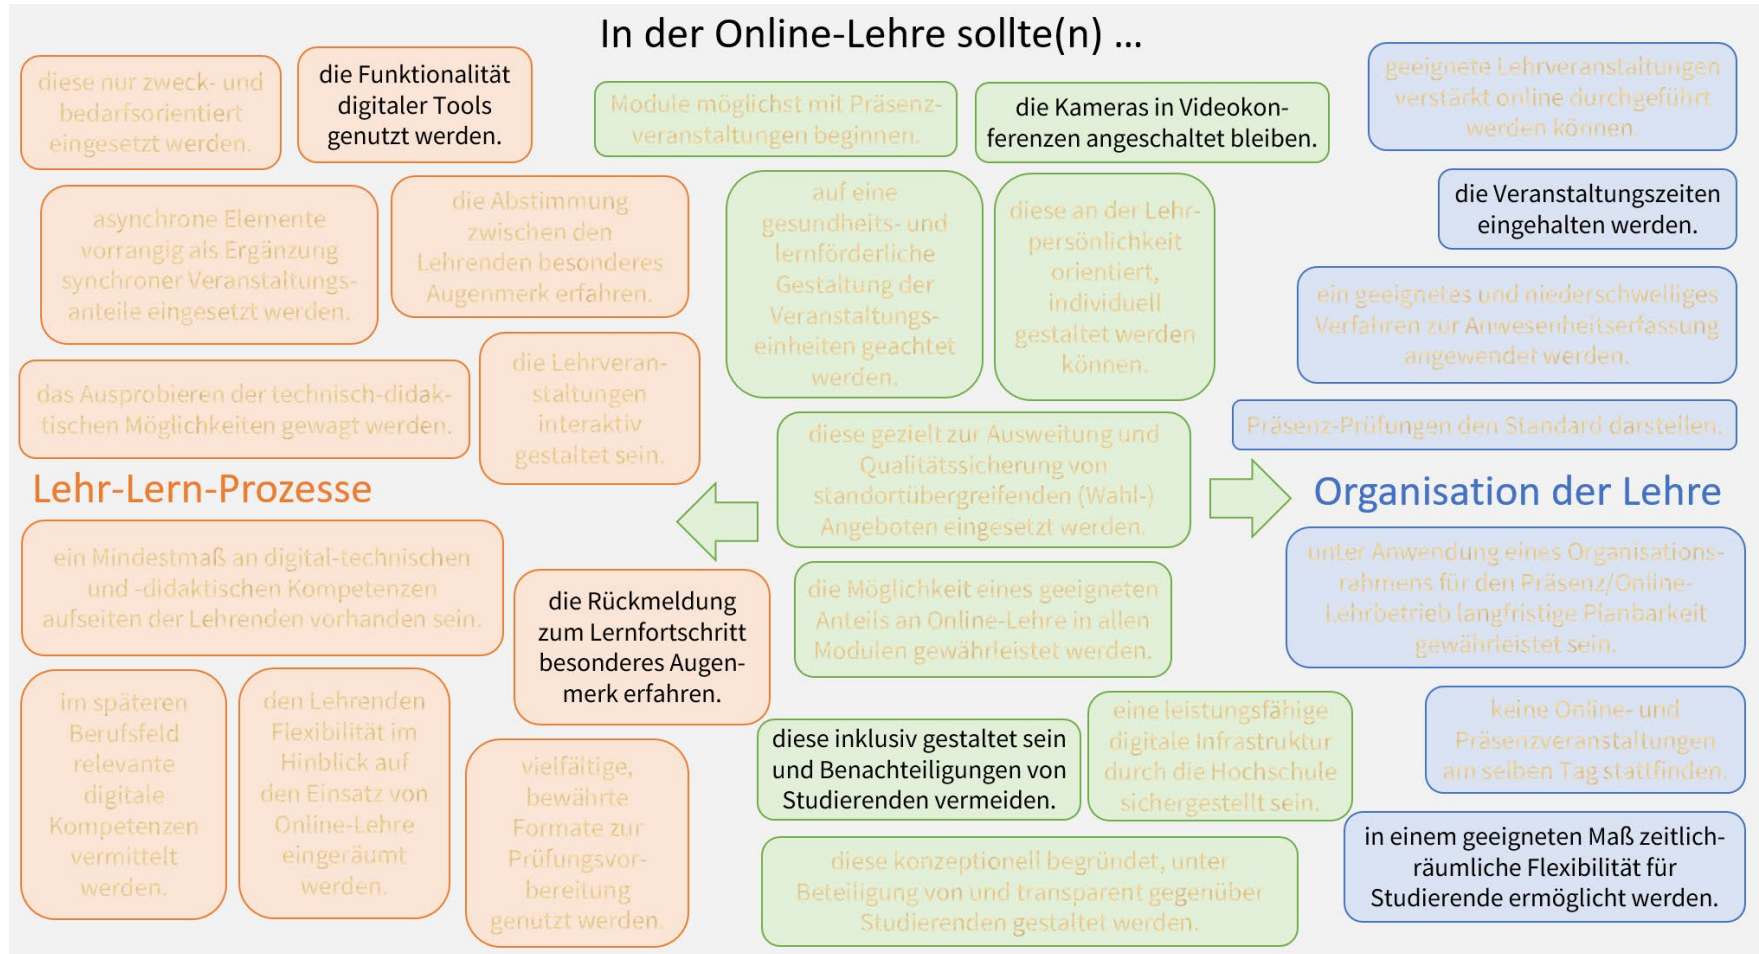 In der Online-Lehre sollte(n) ...
diese nur zweck- und
bedarfsorientiert
eingesetzt werden.
die Funktionalität
digitaler Tools
genutzt werden.
asynchrone Elemente
vorrangig als Ergänzung
synchroner Veranstaltungs-
anteile eingesetzt werden.
die Abstimmung
zwischen den
Lehrenden besonderes
Augenmerk erfahren.
das Ausprobieren der technisch-didak-
tischen Möglichkeiten gewagt werden.
die Lehrveran-
staltungen
interaktiv
gestaltet sein.
Lehr-Lern-Prozesse
ein Mindestmaß an digital-technischen
und -didaktischen Kompetenzen
aufseiten der Lehrenden vorhanden sein.
die Rückmeldung
zum Lernfortschritt
besonderes Augen-
merk erfahren.
im späteren
Berufsfeld
relevante
digitale
Kompetenzen
vermittelt
werden.
den Lehrenden
Flexibilität im
Hinblick auf
den Einsatz von
Online-Lehre
eingeräumt
werden.
vielfältige,
bewährte
Formate zur
Prüfungsvor-
bereitung
genutzt werden.
Module möglichst mit Präsenz-
veranstaltungen beginnen.
die Kameras in Videokon-
ferenzen angeschaltet bleiben.
auf eine
gesundheits- und
lernförderliche
Gestaltung der
Veranstaltungs-
einheiten geachtet
werden.
diese an der Lehr-
persönlichkeit
orientiert,
individuell
gestaltet werden
können.
diese gezielt zur Ausweitung und
Qualitätssicherung von
standortübergreifenden (Wahl-)
Angeboten eingesetzt werden.
die Möglichkeit eines geeigneten
Anteils an Online-Lehre in allen
Modulen gewährleistet werden.
diese inklusiv gestaltet sein
und Benachteiligungen von
Studierenden vermeiden.
eine leistungsfähige
digitale Infrastruktur
durch die Hochschule
sichergestellt sein.
diese konzeptionell begründet, unter
Beteiligung von und transparent gegenüber
Studierenden gestaltet werden.
geeignete Lehrveranstaltungen
verstärkt online durchgeführt
werden können.
die Veranstaltungszeiten
eingehalten werden.
ein geeignetes und niederschwelliges
Verfahren zur Anwesenheitserfassung
angewendet werden.
Präsenz-Prüfungen den Standard darstellen.
Organisation der Lehre
unter Anwendung eines Organisations-
rahmens für den Präsenz/Online-
Lehrbetrieb langfristige Planbarkeit
gewährleistet sein.
keine Online- und
Präsenzveranstaltungen
am selben Tag stattfinden.
in einem geeigneten Maß zeitlich-
räumliche Flexibilität für
Studierende ermöglicht werden.